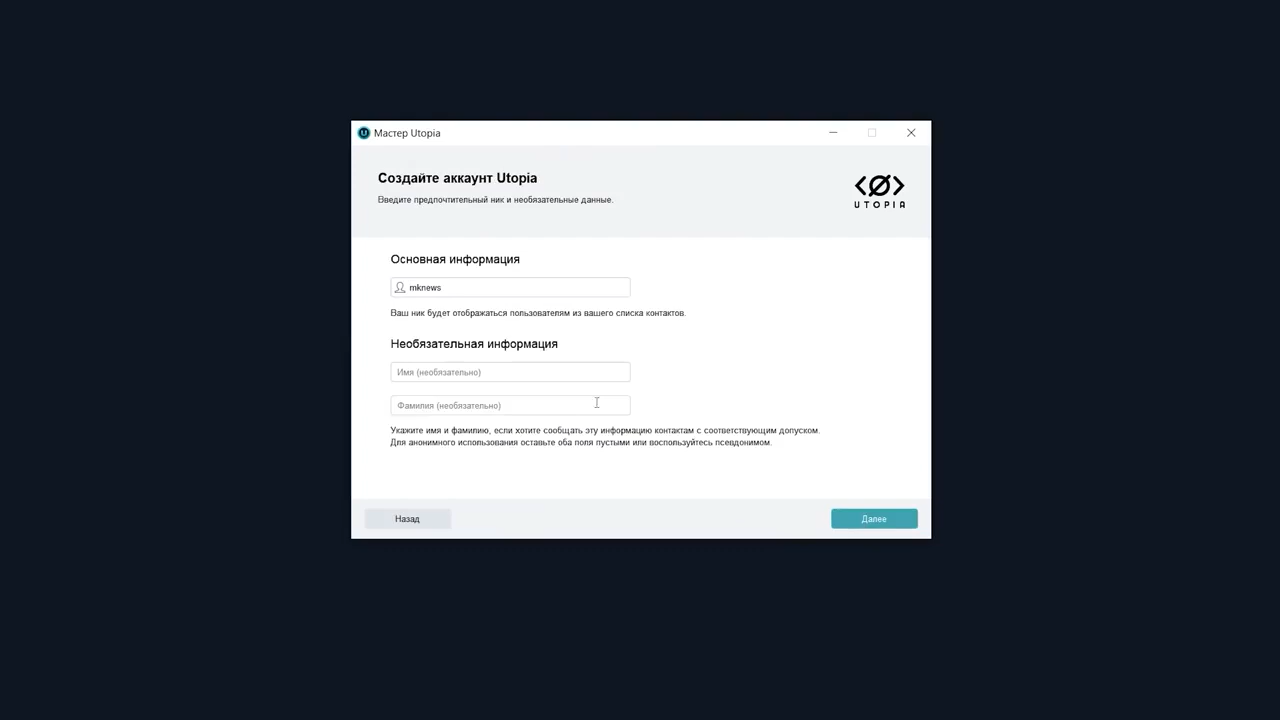 Мастер Utopia
Создайте аккаунт Utopia
Введите предпочтительный ник и необязательные данные.
UTOPIA
Основная информация
mknews
Ваш ник будет отображаться пользователям из вашего списка контактов.
Необязательная информация
Имя (необязательно)
Фамилия (необязательно)
Укажите имя и фамилию, если хотите сообщать эту информацию контактам с соответствующим допуском.
Для анонимного использования оставьте оба поля пустыми или воспользуйтесь псевдонимом.
Назад
Далее